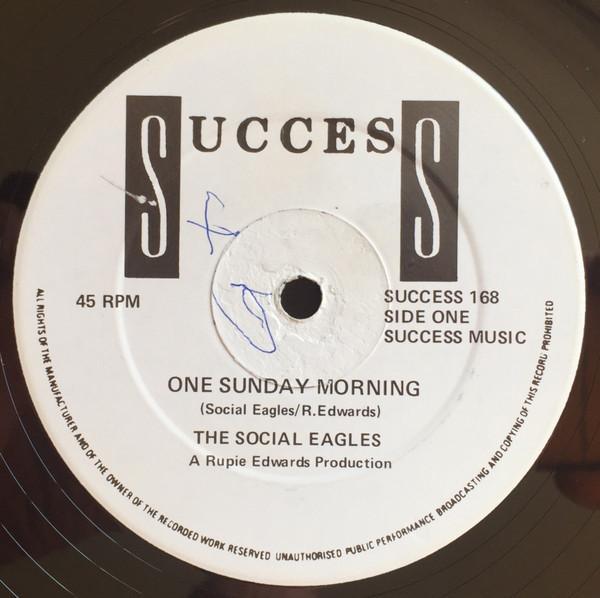 SUCCESS
45 RPM
SUCCESS 168
SIDE ONE
SUCCESS MUSIC
ONE SUNDAY MORNING
(Social Eagles/R.Edwards)
THE SOCIAL EAGLES
A Rupie Edwards Production
ALL RIGHTS OF THE MANUFACTURER AND OF THE OWNER OF THE RECORDED WORK RESERVED UNAUTHORISED PUBLIC PERFORMANCE BROADCASTING AND COPYING OF THIS RECORD PROHIBITED